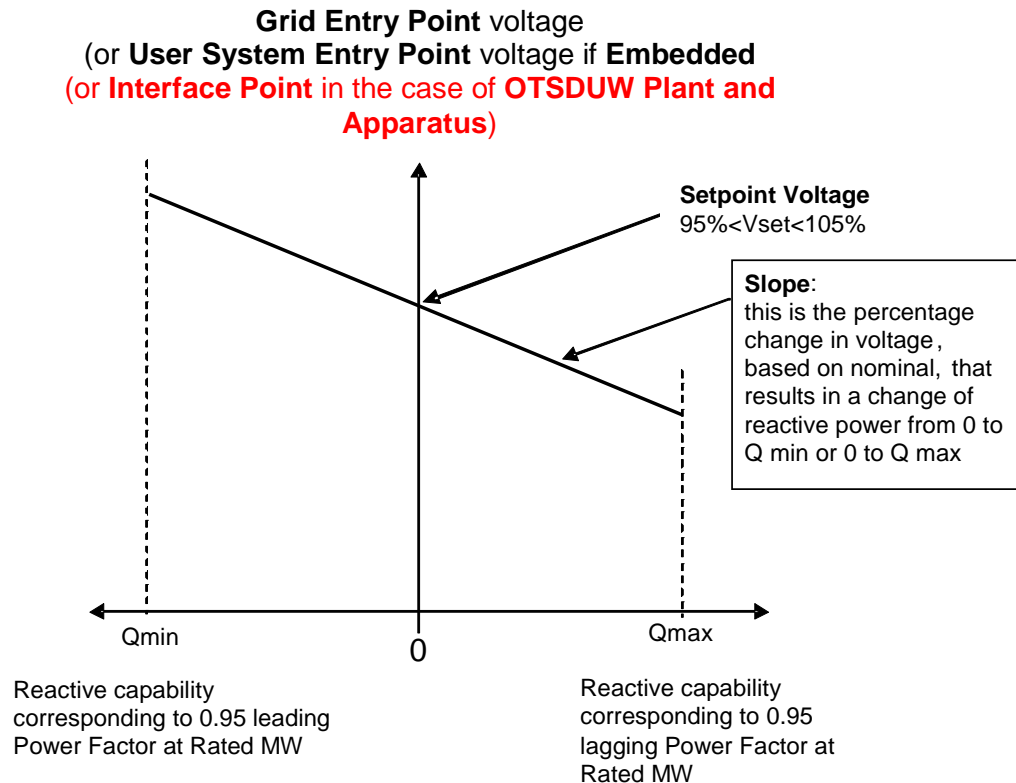 Grid Entry Point voltage
(or User System Entry Point voltage if Embedded
(or Interface Point in the case of OTSDUW Plant and
Apparatus)
Setpoint Voltage
95%<Vset<105%
Slope:
this is the percentage
change in voltage,
based on nominal, that
results in a change of
reactive power from 0 to
Q min or 0 to Q max
Qmin
0
Qmax
Reactive capability
corresponding to 0.95 leading
Power Factor at Rated MW
Reactive capability
corresponding to 0.95
lagging Power Factor at
Rated MW